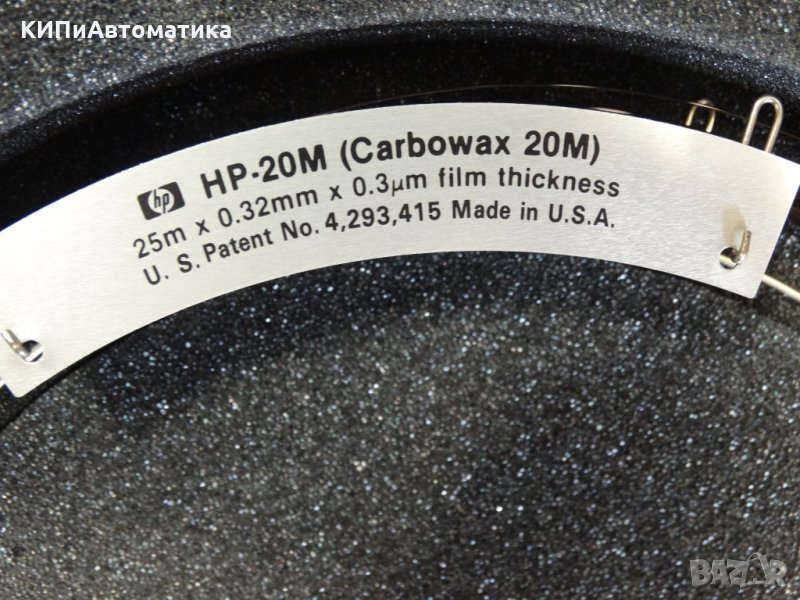 КИПиАвтоматика
hp HP-20M (Carbowax 20M)
25m x 0.32mm x 0.3µm film thickness
U. S. Patent No. 4,293,415 Made in U.S.A.
BAZAR